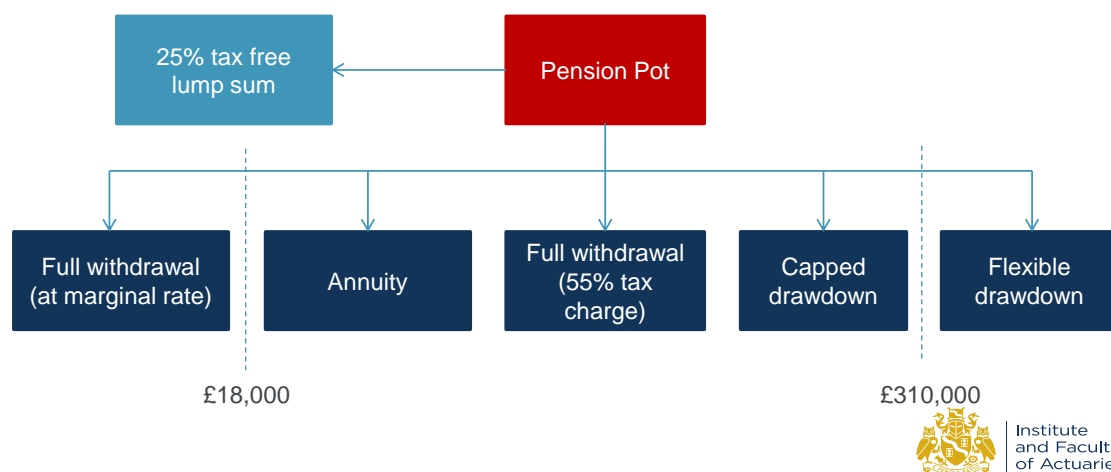 25% tax free
lump sum
Pension Pot
Full withdrawal
(at marginal rate)
Annuity
Full withdrawal
(55% tax
charge)
Capped
drawdown
Flexible
drawdown
£18,000
£310,000
Institute
and Facult
of Actuarie